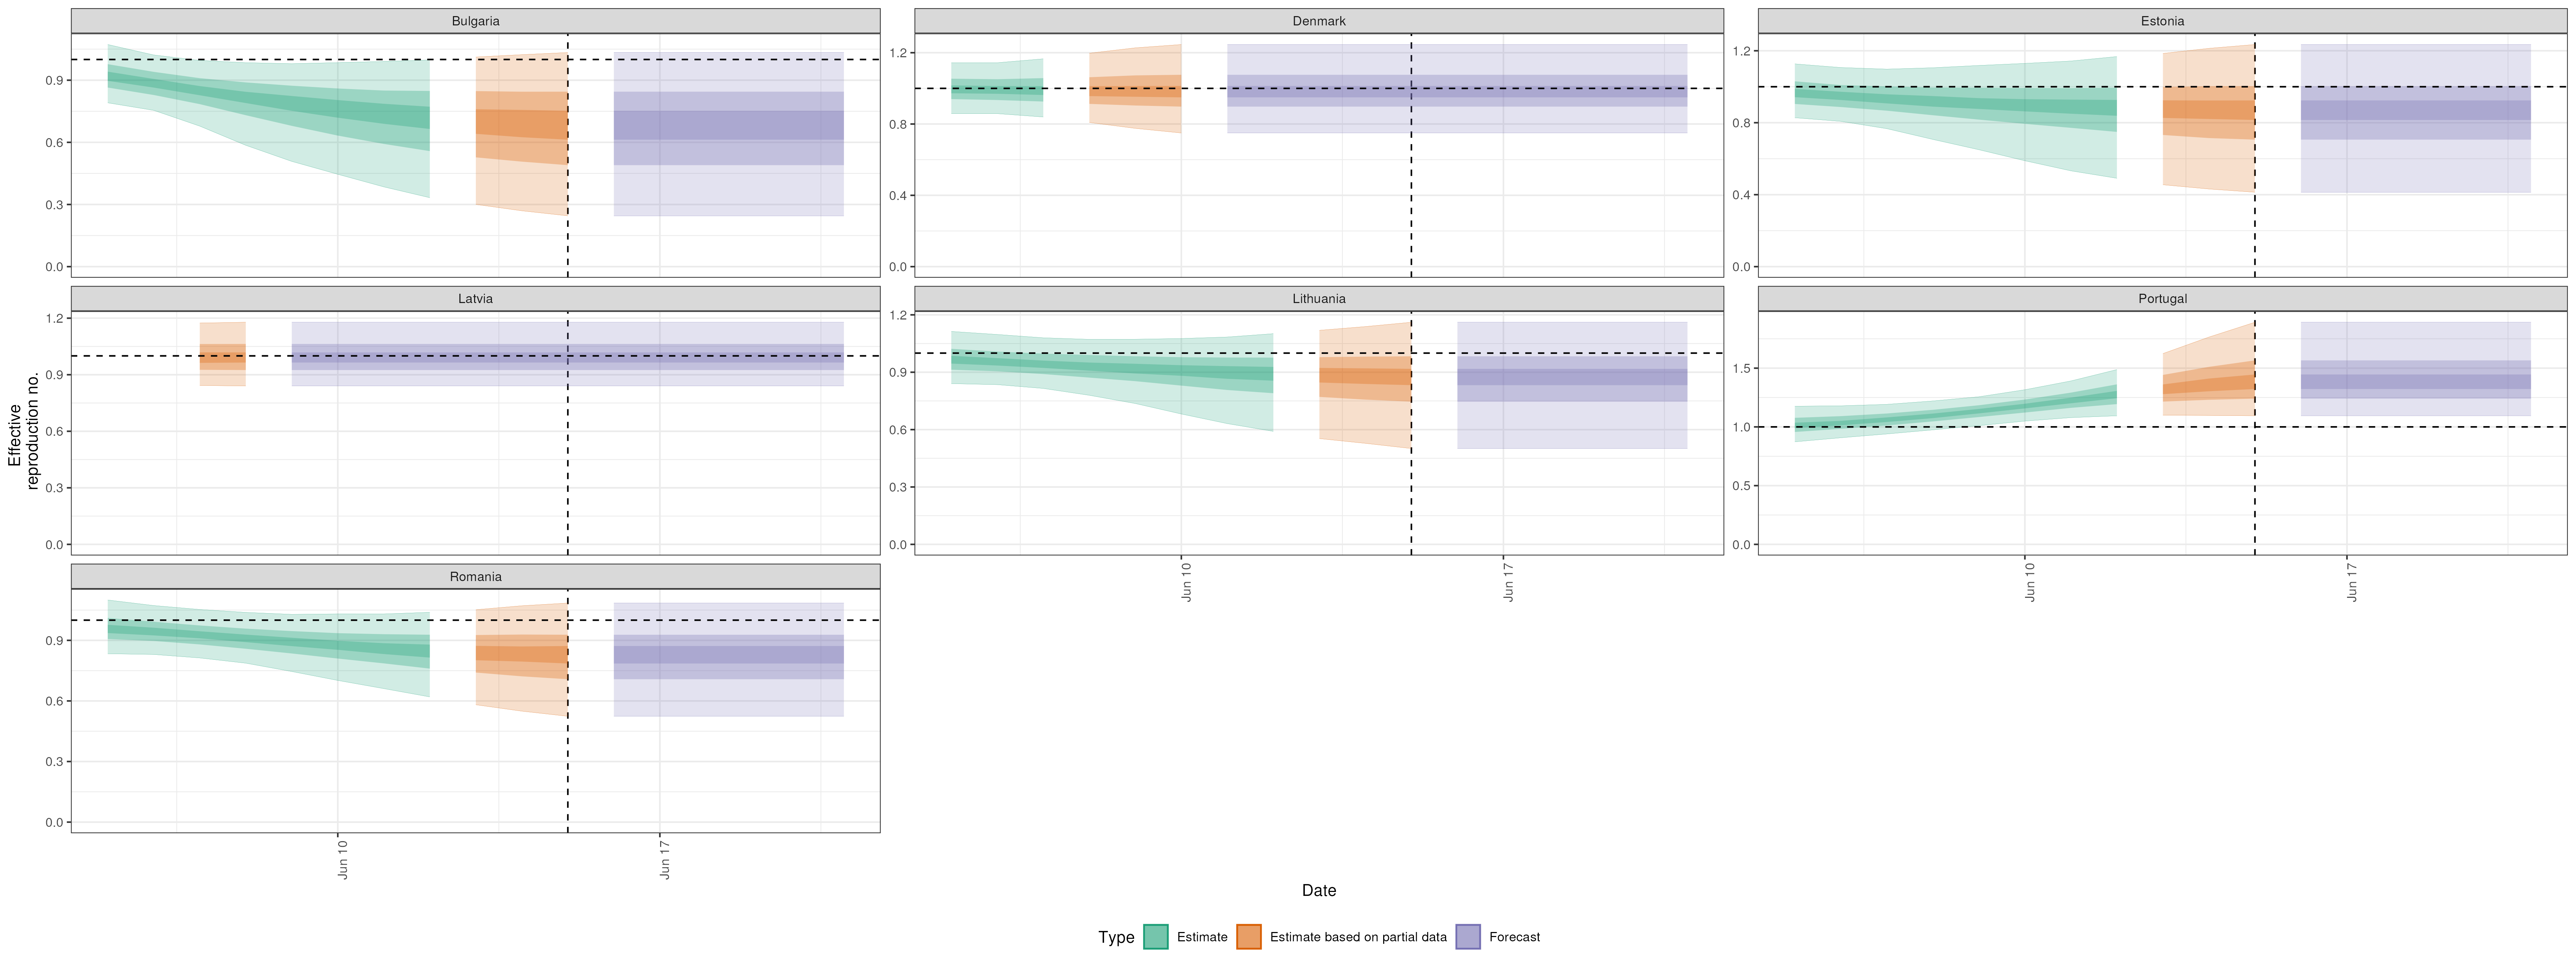 Bulgaria
Denmark
Estonia
0.9
0.6
0.3
0.0
1.2
0.8
0.4
0.0
1.2
0.8
0.4
0.0
Latvia
Lithuania
Portugal
Effective
reproduction no.
1.2
0.9
0.6
0.3
0.0
1.2
0.9
0.6
0.3
0.0
1.5
1.0
0.5
0.0
Jun 10
Jun 17
Jun 10
Jun 17
Romania
0.9
0.6
0.3
0.0
Jun 10
Jun 17
Date
Type Estimate Estimate based on partial data Forecast